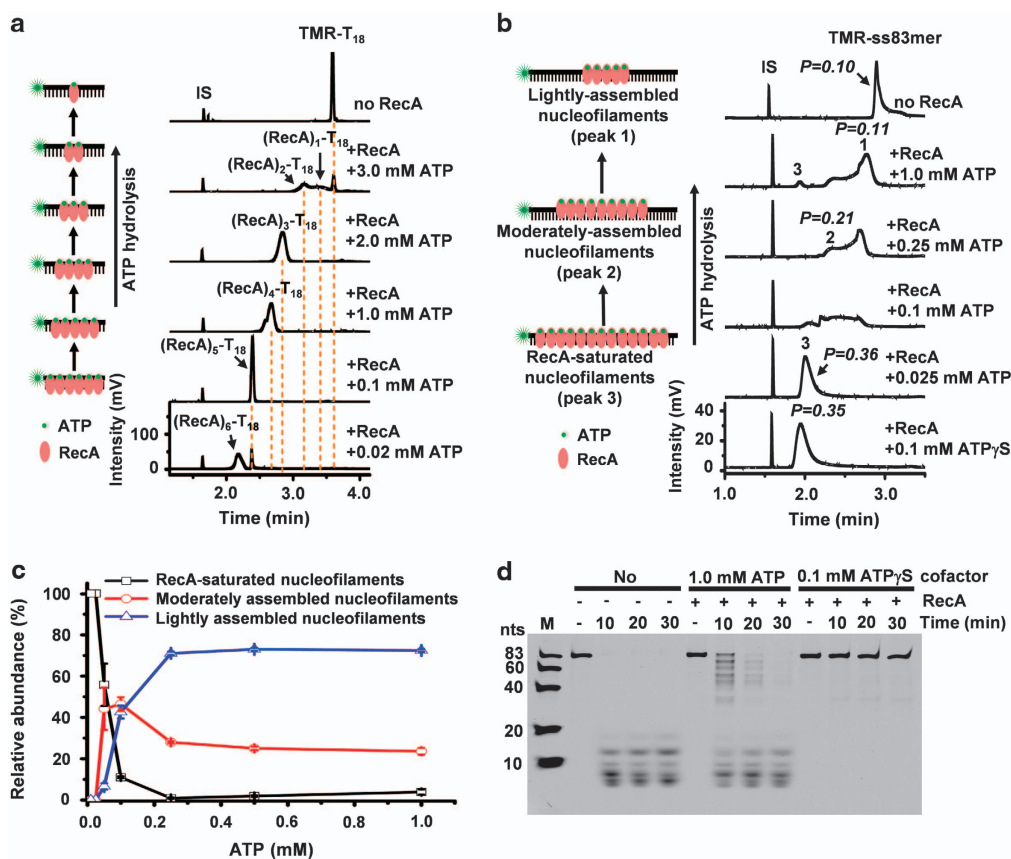 a
TMR-T18
IS
no RecA
(RecA)1-T18
(RecA)2-T18
+RecA
+3.0 mM ATP
(RecA)3-T18
+RecA
+2.0 mM ATP
(RecA)4-T18
+RecA
+1.0 mM ATP
(RecA)5-T18
+RecA
+0.1 mM ATP
(RecA)6-T18
+RecA
+0.02 mM ATP
ATP hydrolysis
ATP
RecA
Intensity (mV)
100
0
2.0 3.0 4.0
Time (min)
b
TMR-ss83mer
IS
P=0.10
no RecA
P=0.11
1
3
+RecA
+1.0 mM ATP
P=0.21
2
+RecA
+0.25 mM ATP
+RecA
+0.1 mM ATP
3
P=0.36
+RecA
+0.025 mM ATP
P=0.35
+RecA
+0.1 mM ATPγS
Lightly-assembled
nucleofilaments
(peak 1)
Moderately-assembled
nucleofilaments
(peak 2)
RecA-saturated
nucleofilaments
(peak 3)
ATP hydrolysis
ATP
RecA
Intensity (mV)
40
20
0
1.0 2.0 3.0
Time (min)
c
RecA-saturated nucleofilaments
Moderately assembled nucleofilaments
Lightly assembled nucleofilaments
Relative abundance (%)
100
80
60
40
20
0
0.0 0.2 0.4 0.6 0.8 1.0
ATP (mM)
d
No 1.0 mM ATP 0.1 mM ATPγS cofactor
- - - - + + + + + + + + RecA
nts M - 10 20 30 - 10 20 30 - 10 20 30 Time (min)
83
60
40
20
10